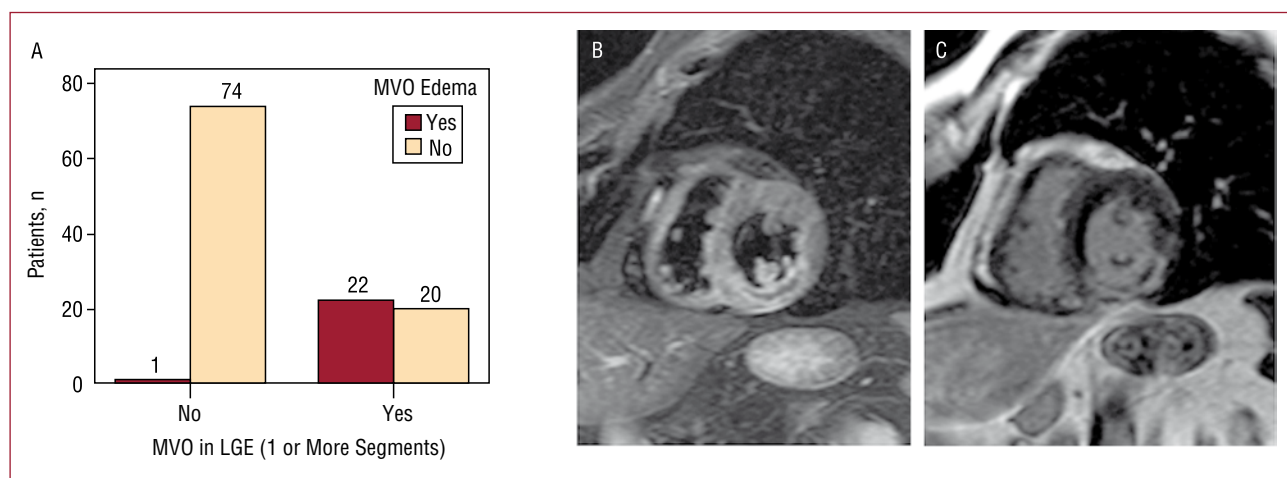 A
80
60
40
20
0
Patients, n
74
1
22
20
MVO Edema
Yes
No
No
Yes
MVO in LGE (1 or More Segments)
B
C